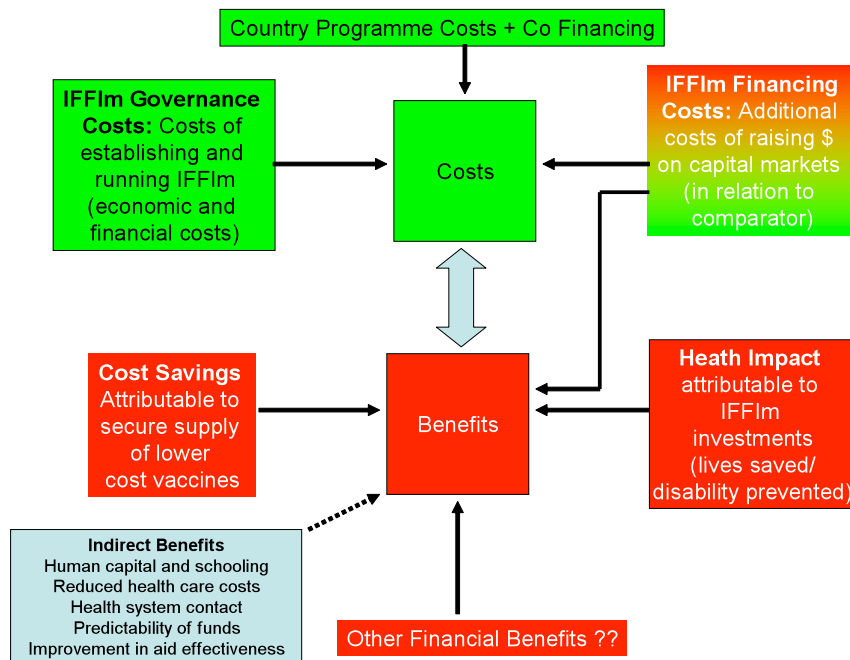 Country Programme Costs + Co Financing
IFFIm Governance
Costs: Costs of
establishing and
running IFFIm
(economic and
financial costs)
Costs
IFFIm Financing
Costs: Additional
costs of raising $
on capital markets
(in relation to
comparator)
Cost Savings
Attributable to
secure supply
of lower
cost vaccines
Benefits
Heath Impact
attributable to
IFFIm
investments
(lives saved/
disability prevented)
Indirect Benefits
Human capital and schooling
Reduced health care costs
Health system contact
Predictability of funds
Improvement in aid effectiveness
Other Financial Benefits ??